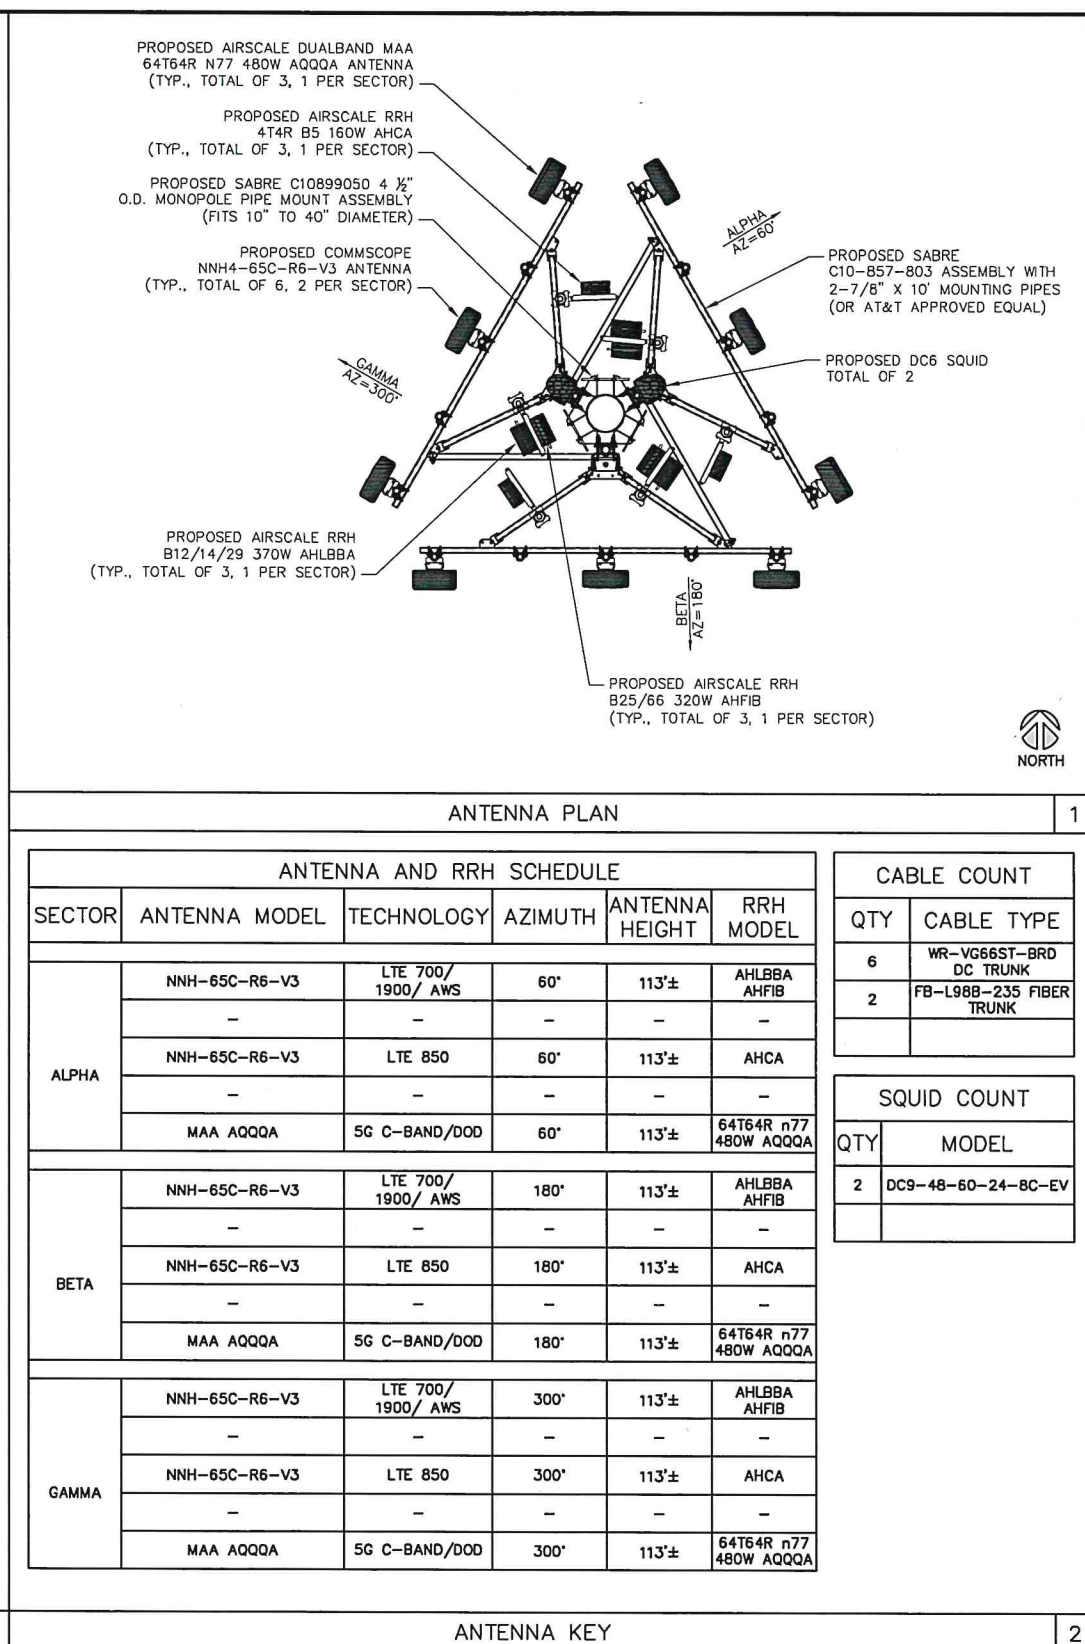 PROPOSED AIRSCALE DUALBAND MAA
64T64R N77 480W AQQQA ANTENNA
(TYP., TOTAL OF 3, 1 PER SECTOR)
PROPOSED AIRSCALE RRH
4T4R B5 160W AHCA
(TYP., TOTAL OF 3, 1 PER SECTOR)
PROPOSED SABRE C10899050 4 ½"
O.D. MONOPOLE PIPE MOUNT ASSEMBLY
(FITS 10" TO 40" DIAMETER)
PROPOSED COMMSCOPE
NNH4-65C-R6-V3 ANTENNA
(TYP., TOTAL OF 6, 2 PER SECTOR)
ALPHA
AZ=60°
PROPOSED SABRE
C10-857-803 ASSEMBLY WITH
2-7/8" X 10' MOUNTING PIPES
(OR AT&T APPROVED EQUAL)
PROPOSED DC6 SQUID
TOTAL OF 2
GAMMA
AZ=300°
PROPOSED AIRSCALE RRH
B12/14/29 370W AHLBBA
(TYP., TOTAL OF 3, 1 PER SECTOR)
BETA
AZ=180°
PROPOSED AIRSCALE RRH
B25/66 320W AHFIB
(TYP., TOTAL OF 3, 1 PER SECTOR)
NORTH
ANTENNA PLAN 1
ANTENNA AND RRH SCHEDULE
SECTOR ANTENNA MODEL TECHNOLOGY AZIMUTH ANTENNA HEIGHT RRH MODEL
ALPHA
NNH-65C-R6-V3 LTE 700/ 1900/ AWS 60° 113'± AHLBBA AHFIB
- - - - -
NNH-65C-R6-V3 LTE 850 60° 113'± AHCA
- - - - -
MAA AQQQA 5G C-BAND/DOD 60° 113'± 64T64R n77 480W AQQQA
BETA
NNH-65C-R6-V3 LTE 700/ 1900/ AWS 180° 113'± AHLBBA AHFIB
- - - - -
NNH-65C-R6-V3 LTE 850 180° 113'± AHCA
- - - - -
MAA AQQQA 5G C-BAND/DOD 180° 113'± 64T64R n77 480W AQQQA
GAMMA
NNH-65C-R6-V3 LTE 700/ 1900/ AWS 300° 113'± AHLBBA AHFIB
- - - - -
NNH-65C-R6-V3 LTE 850 300° 113'± AHCA
- - - - -
MAA AQQQA 5G C-BAND/DOD 300° 113'± 64T64R n77 480W AQQQA
CABLE COUNT
QTY CABLE TYPE
6 WR-VG66ST-BRD DC TRUNK
2 FB-L98B-235 FIBER TRUNK
SQUID COUNT
QTY MODEL
2 DC9-48-60-24-8C-EV
ANTENNA KEY 2